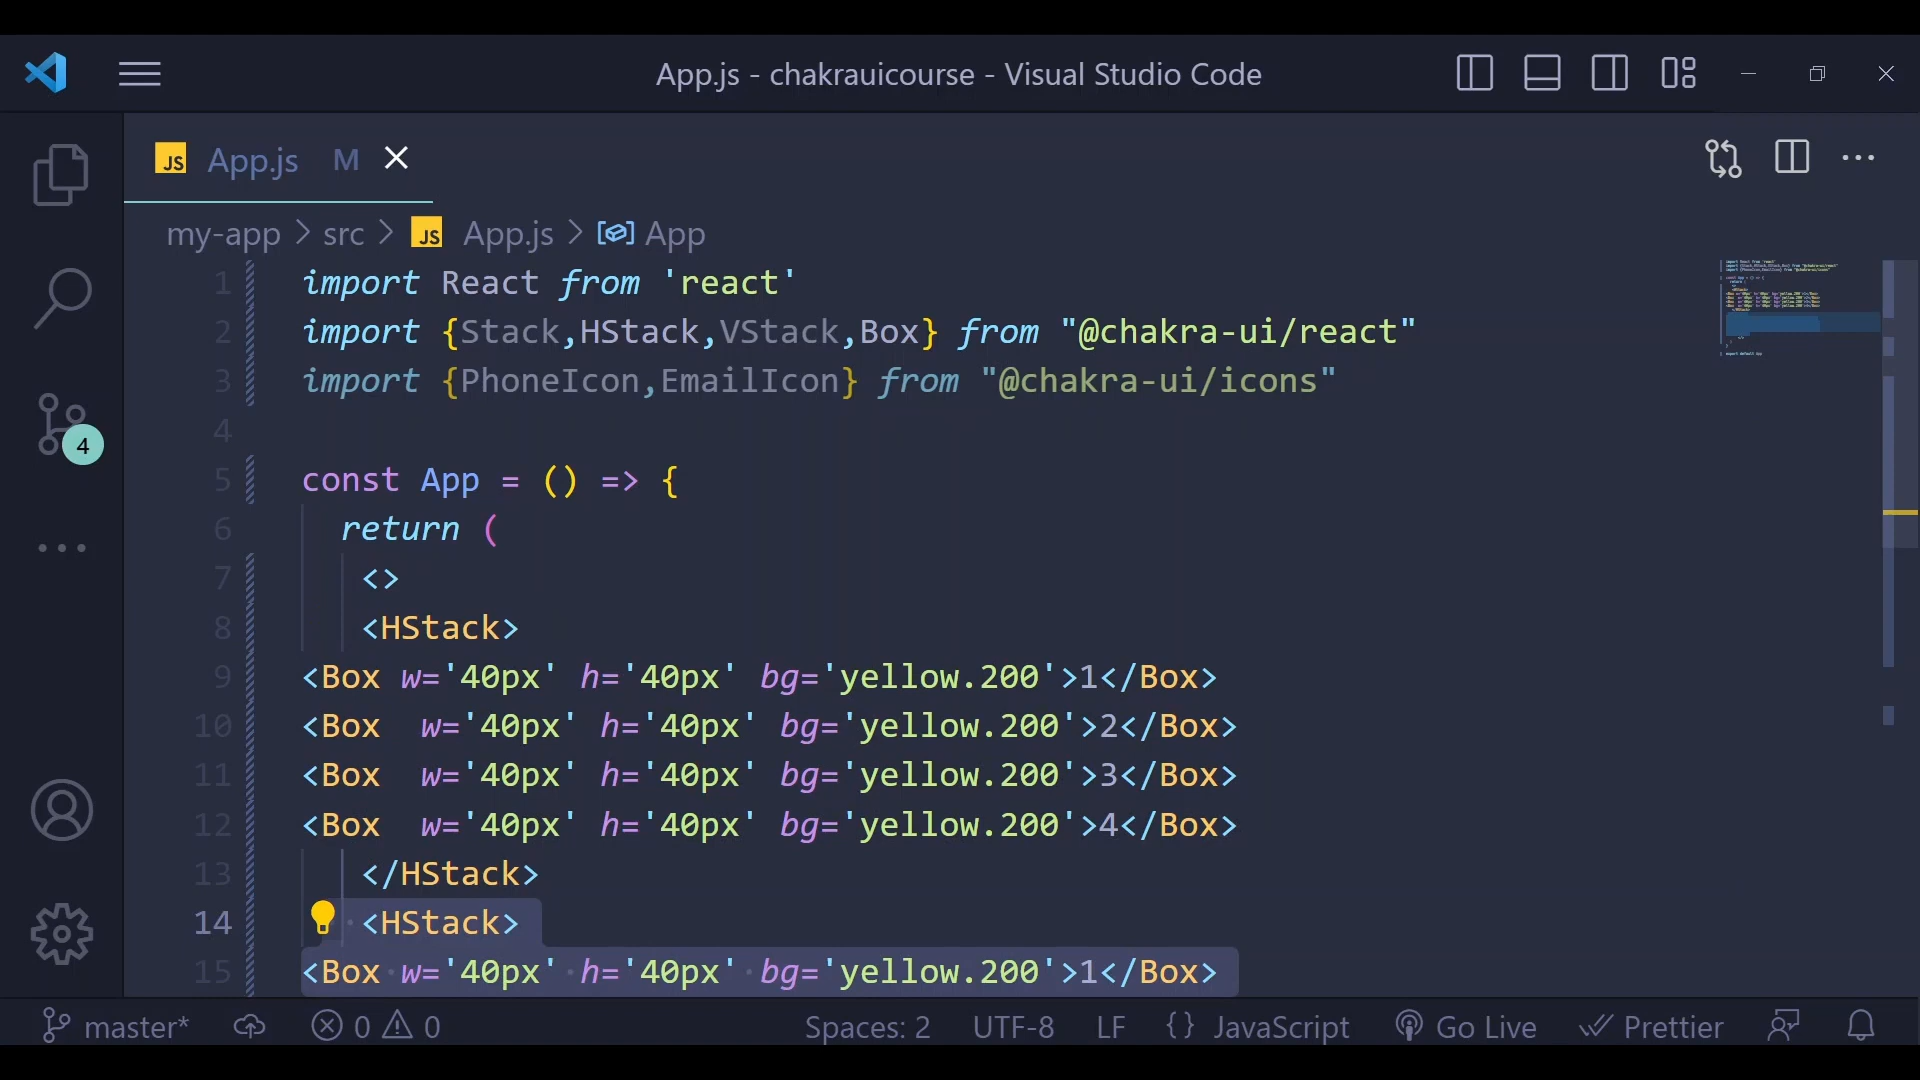 App.js - chakrauicourse - Visual Studio Code
JS App.js M
my-app > src > JS App.js > App
1 import React from 'react'
2 import {Stack,HStack,VStack,Box} from "@chakra-ui/react"
3 import {PhoneIcon,EmailIcon} from "@chakra-ui/icons"
4
5 const App = () => {
6 return (
7 <>
8 <HStack>
9 <Box w='40px' h='40px' bg='yellow.200'>1</Box>
10 <Box  w='40px' h='40px' bg='yellow.200'>2</Box>
11 <Box  w='40px' h='40px' bg='yellow.200'>3</Box>
12 <Box  w='40px' h='40px' bg='yellow.200'>4</Box>
13 </HStack>
14 <HStack>
15 <Box w='40px' h='40px' bg='yellow.200'>1</Box>
4
master* 0 0 Spaces: 2 UTF-8 LF {} JavaScript Go Live Prettier